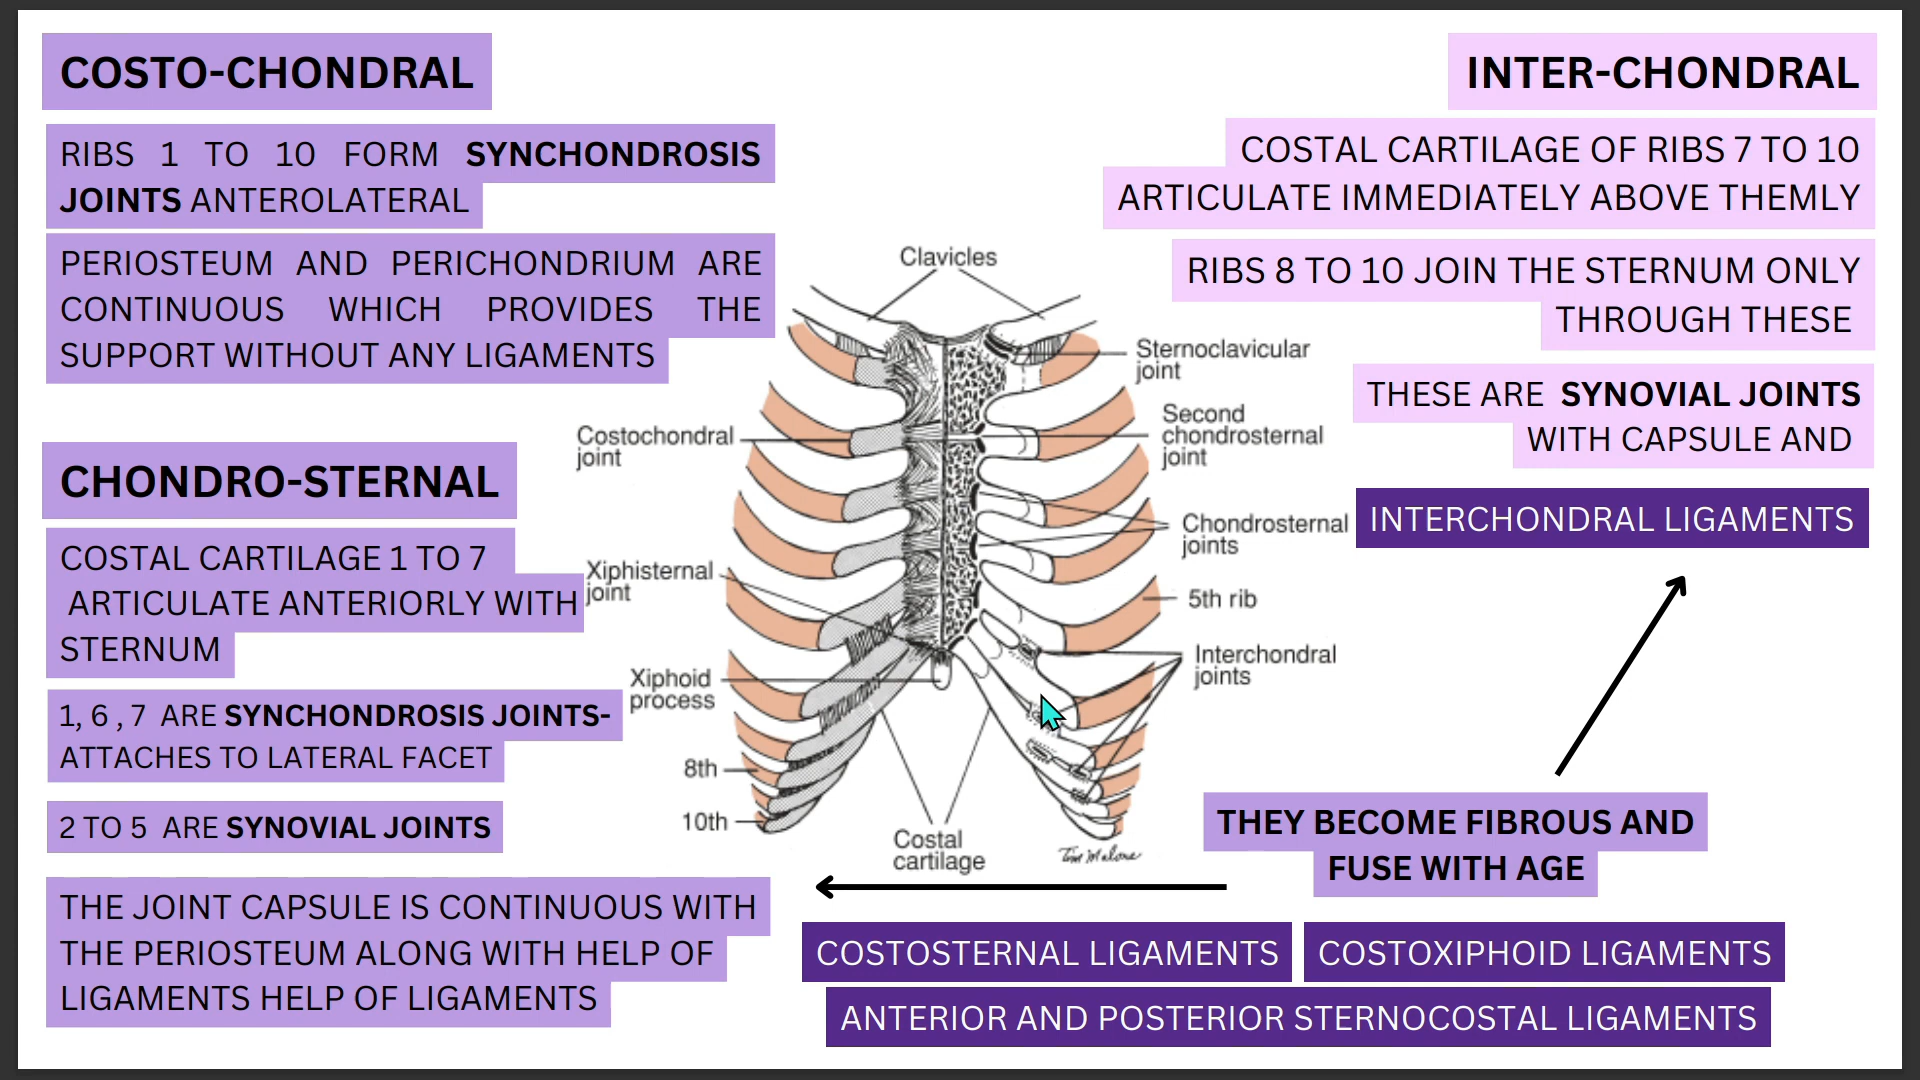 COSTO-CHONDRAL
RIBS 1 TO 10 FORM SYNCHONDROSIS
JOINTS ANTEROLATERAL
PERIOSTEUM AND PERICHONDRIUM ARE
CONTINUOUS WHICH PROVIDES THE
SUPPORT WITHOUT ANY LIGAMENTS
CHONDRO-STERNAL
COSTAL CARTILAGE 1 TO 7
ARTICULATE ANTERIORLY WITH
STERNUM
1, 6 , 7 ARE SYNCHONDROSIS JOINTS-
ATTACHES TO LATERAL FACET
2 TO 5 ARE SYNOVIAL JOINTS
THE JOINT CAPSULE IS CONTINUOUS WITH
THE PERIOSTEUM ALONG WITH HELP OF
LIGAMENTS HELP OF LIGAMENTS
Clavicles
Costochondral
joint
Xiphisternal
joint
Xiphoid
process
8th
10th
Costal
cartilage
Sternoclavicular
joint
Second
chondrosternal
joint
Chondrosternal
joints
5th rib
Interchondral
joints
Tim Malone
INTER-CHONDRAL
COSTAL CARTILAGE OF RIBS 7 TO 10
ARTICULATE IMMEDIATELY ABOVE THEMLY
RIBS 8 TO 10 JOIN THE STERNUM ONLY
THROUGH THESE
THESE ARE SYNOVIAL JOINTS
WITH CAPSULE AND
INTERCHONDRAL LIGAMENTS
THEY BECOME FIBROUS AND
FUSE WITH AGE
COSTOSTERNAL LIGAMENTS
COSTOXIPHOID LIGAMENTS
ANTERIOR AND POSTERIOR STERNOCOSTAL LIGAMENTS